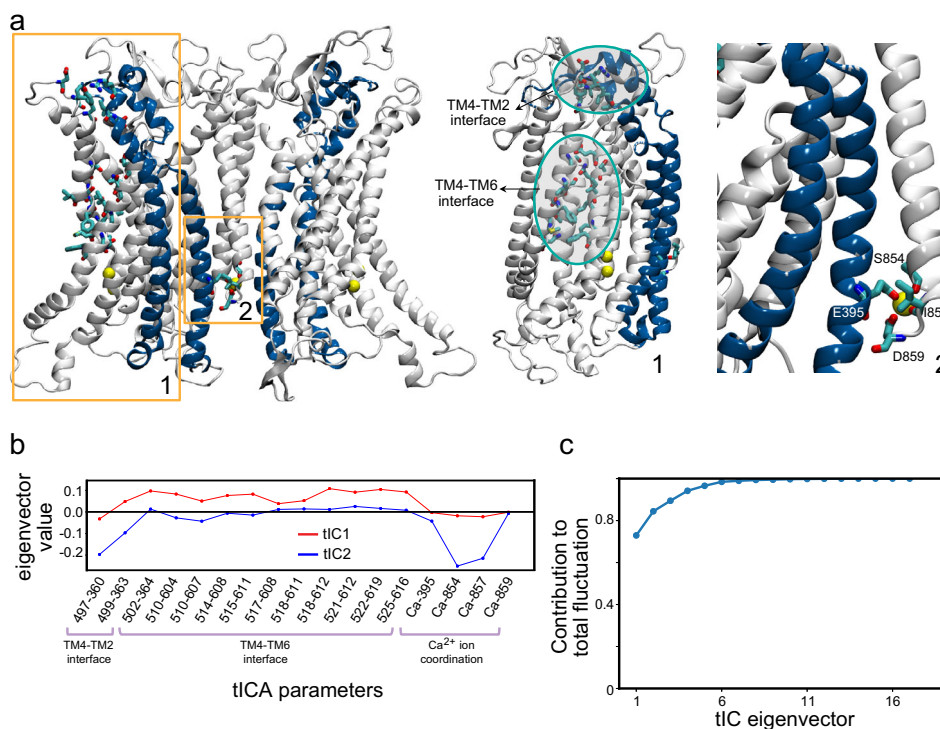 a
TM4-TM2
interface
TM4-TM6
interface
S854
E395
I85
D859
2
1
1
2
b
eigenvector
value
0.1
0.0
-0.1
-0.2
tIC1
tIC2
497-360
499-363
502-364
510-604
510-607
514-608
515-611
517-608
518-611
518-612
521-612
522-619
525-616
Ca-395
Ca-854
Ca-857
Ca-859
TM4-TM2
interface
TM4-TM6
interface
Ca²⁺ ion
coordination
tICA parameters
c
Contribution to
total fluctuation
0.8
0.4
0
1
6
11
16
tIC eigenvector